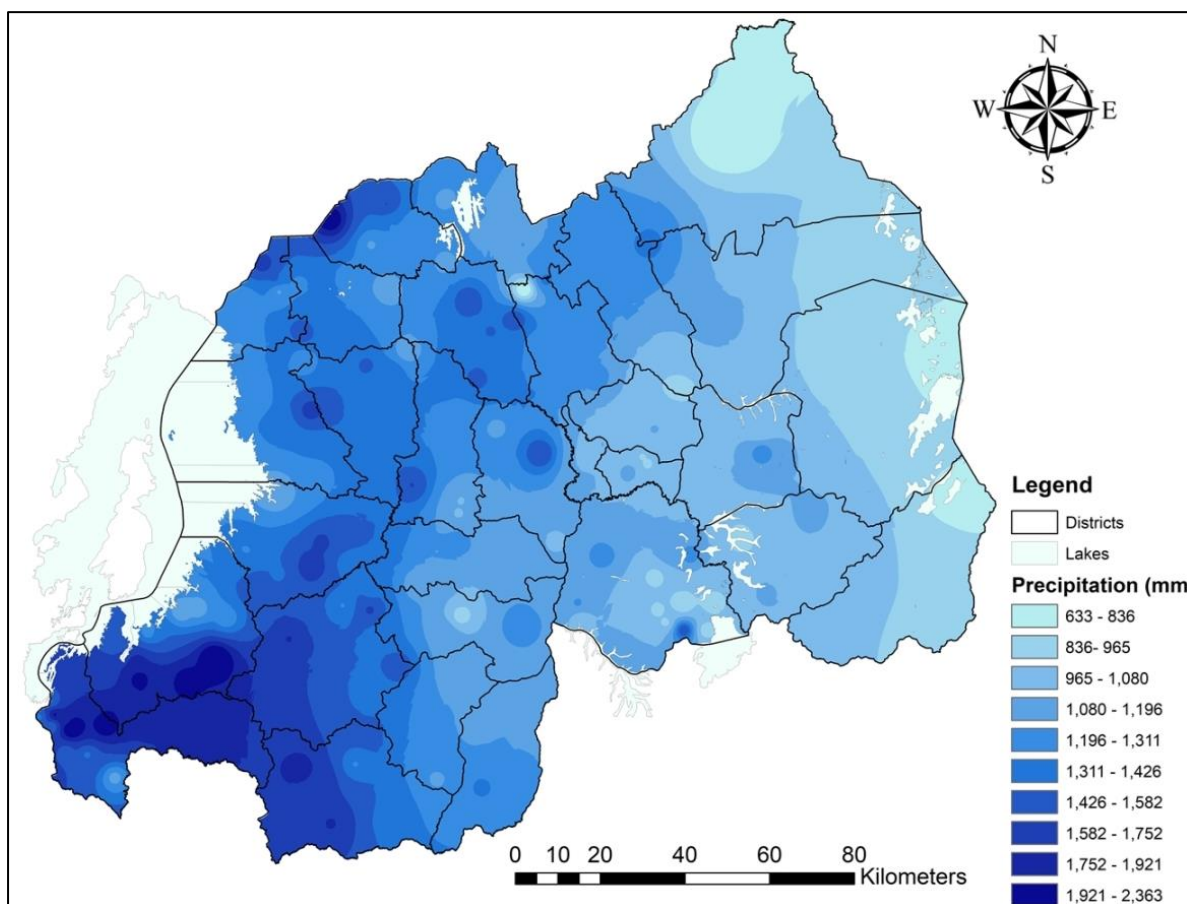 N
W E
S
Legend
Districts
Lakes
Precipitation (mm
633 - 836
836- 965
965 - 1,080
1,080 - 1,196
1,196 - 1,311
1,311 - 1,426
1,426 - 1,582
1,582 - 1,752
1,752 - 1,921
1,921 - 2,363
0 5 10 20 40 60 80
Kilometers